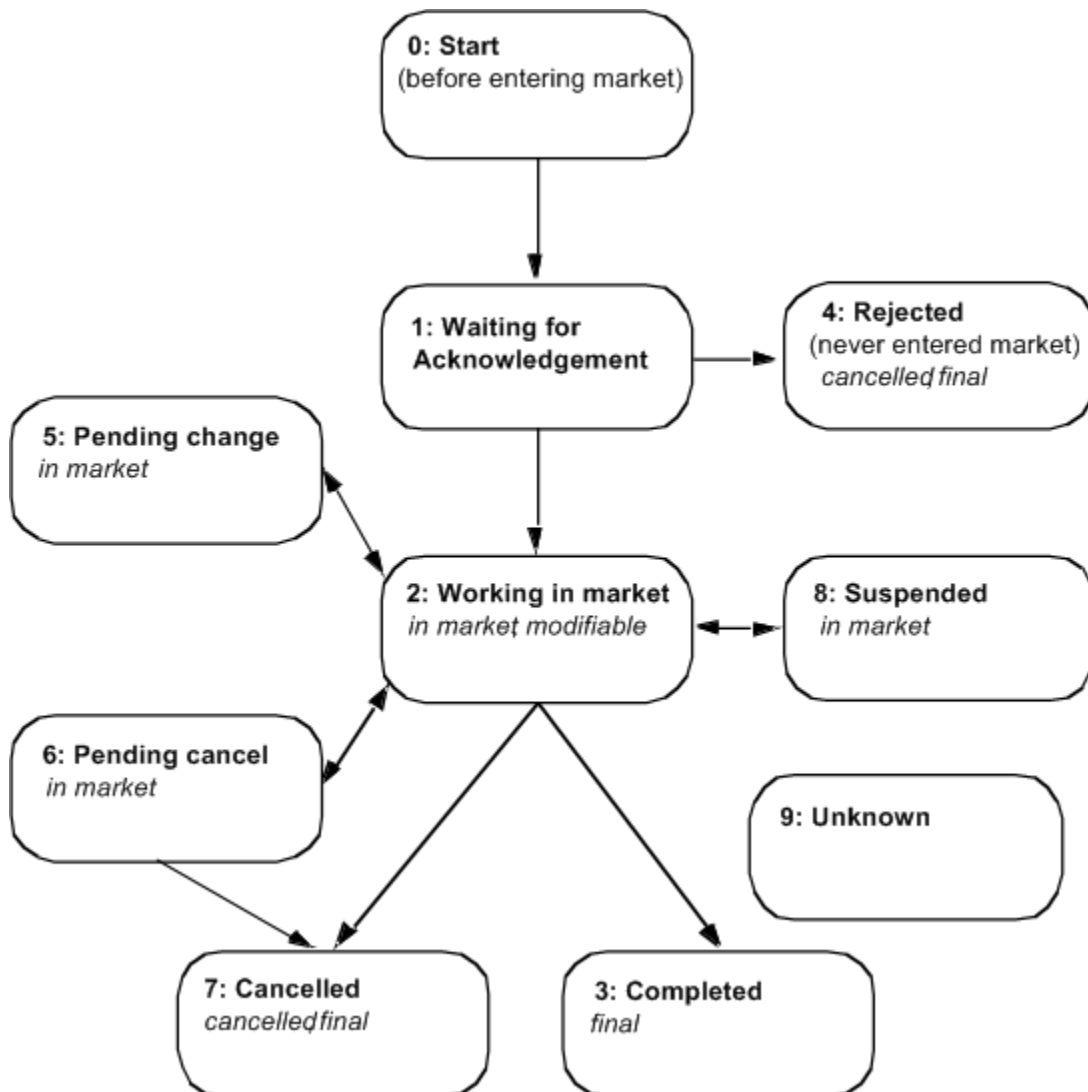 0: Start
(before entering market)
1: Waiting for
Acknowledgement
4: Rejected
(never entered market)
cancelled, final
5: Pending change
in market
2: Working in market
in market, modifiable
8: Suspended
in market
6: Pending cancel
in market
9: Unknown
7: Cancelled
cancelled, final
3: Completed
final